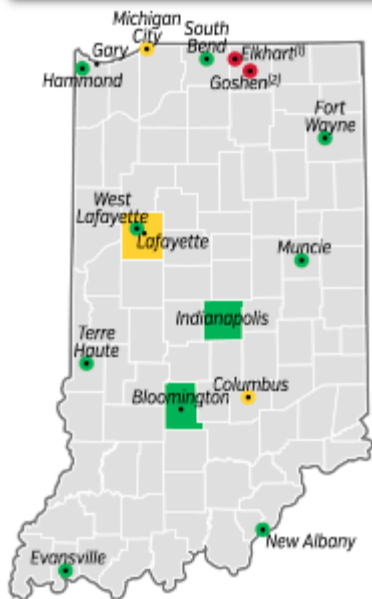 Michigan
City
South
Bend
Gary
Elkhart[1]
Hammond
Goshen[2]
Fort
Wayne
West
Lafayette
Lafayette
Muncie
Indianapolis
Terre
Haute
Columbus
Bloomington
New Albany
Evansville